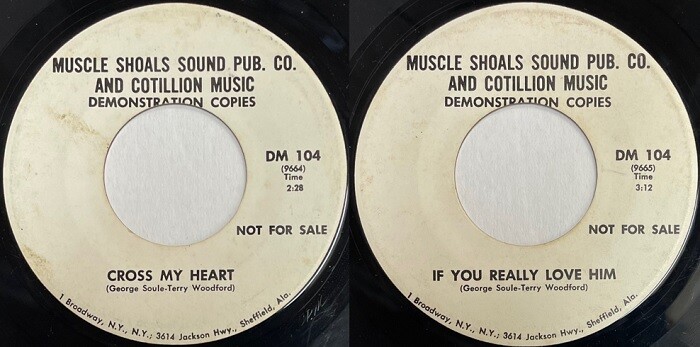 MUSCLE SHOALS SOUND PUB. CO.
AND COTILLION MUSIC
DEMONSTRATION COPIES
DM 104
(9664)
Time
2:28
NOT FOR SALE
CROSS MY HEART
(George Soule-Terry Woodford)
1 Broadway, N.Y., N.Y.; 3614 Jackson Hwy., Sheffield, Ala.
MUSCLE SHOALS SOUND PUB. CO.
AND COTILLION MUSIC
DEMONSTRATION COPIES
DM 104
(9665)
Time
3:12
NOT FOR SALE
IF YOU REALLY LOVE HIM
(George Soule-Terry Woodford)
1 Broadway, N.Y., N.Y.; 3614 Jackson Hwy., Sheffield, Ala.